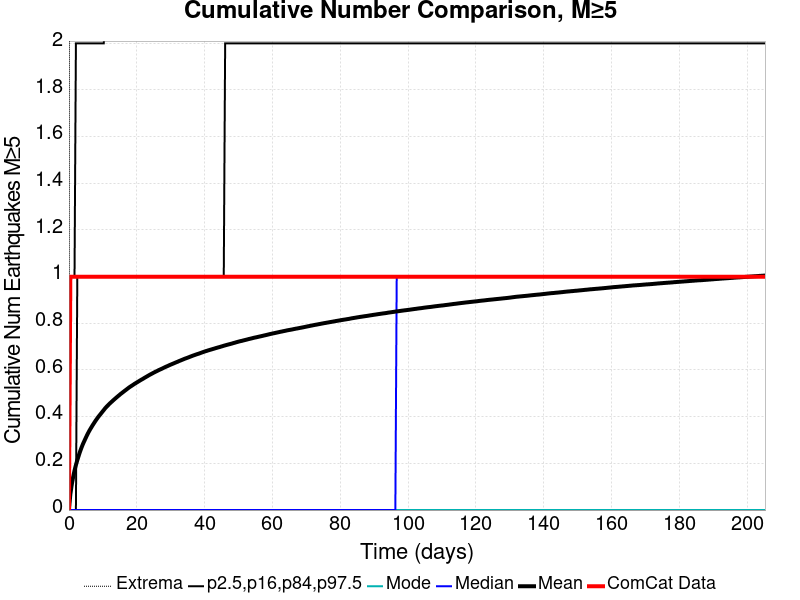 Cumulative Number Comparison, M≥5
Cumulative Num Earthquakes M≥5
2
1.8
1.6
1.4
1.2
1
0.8
0.6
0.4
0.2
0
0 20 40 60 80 100 120 140 160 180 200
Time (days)
Extrema p2.5,p16,p84,p97.5 Mode Median Mean ComCat Data